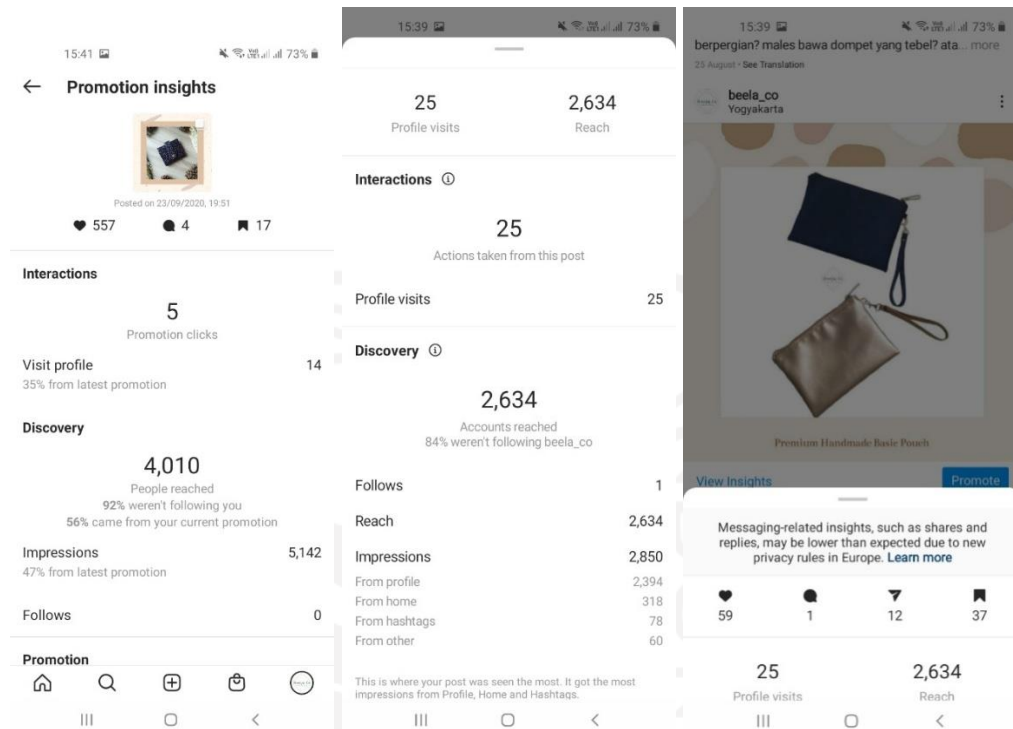 15:41
73%
Promotion insights
Posted on 23/09/2020, 19.51
557
4
17
Interactions
5
Promotion clicks
Visit profile
14
35% from latest promotion
Discovery
4,010
People reached
92% weren't following you
56% came from your current promotion
Impressions
5,142
47% from latest promotion
Follows
0
Promotion
15:39
73%
25
2,634
Profile visits
Reach
Interactions
25
Actions taken from this post
Profile visits
25
Discovery
2,634
Accounts reached
84% weren't following beela_co
Follows
1
Reach
2,634
Impressions
2,850
From profile
2,394
From home
318
From hashtags
78
From other
60
This is where your post was seen the most. It got the most
impressions from Profile, Home and Hashtags.
15:39
73%
berpergian? males bawa dompet yang tebel? ata... more
25 August · See Translation
beela_co
Yogyakarta
Premium Handmade Basic Pouch
View Insights
Promote
Messaging-related insights, such as shares and
replies, may be lower than expected due to new
privacy rules in Europe. Learn more
59
1
12
37
25
2,634
Profile visits
Reach